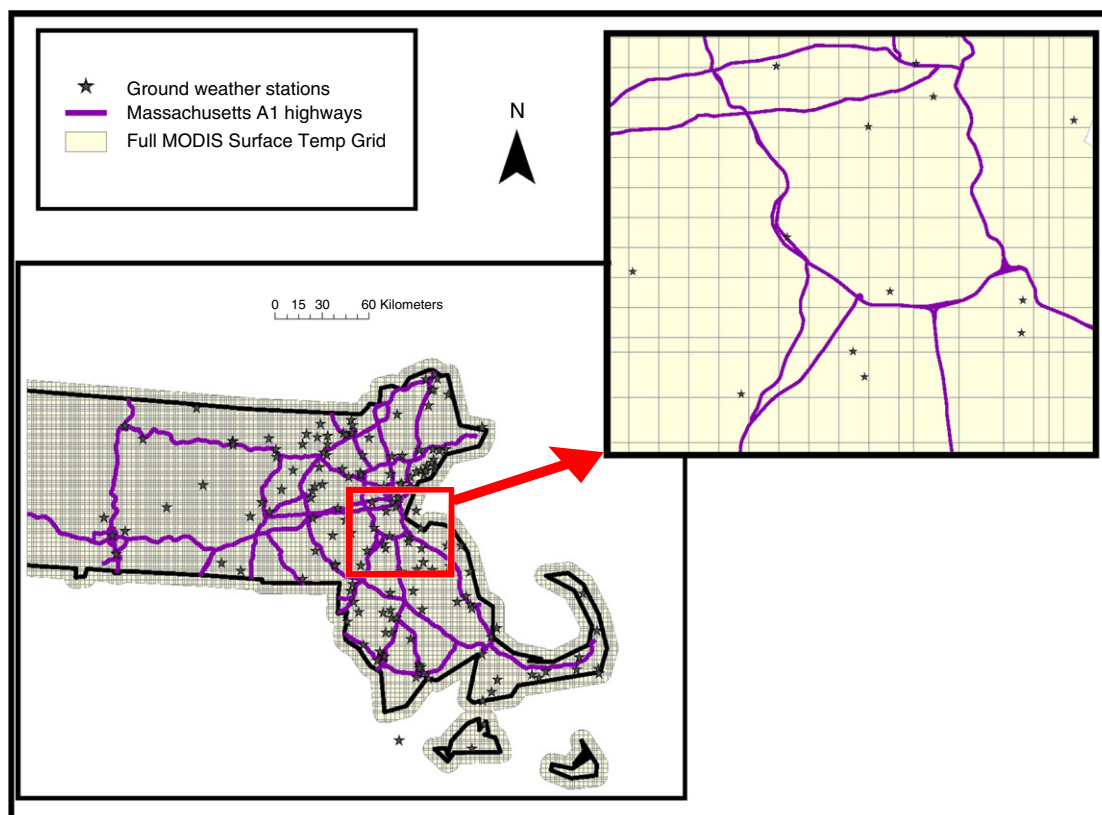 Ground weather stations
Massachusetts A1 highways
Full MODIS Surface Temp Grid
N
0 15 30 60 Kilometers